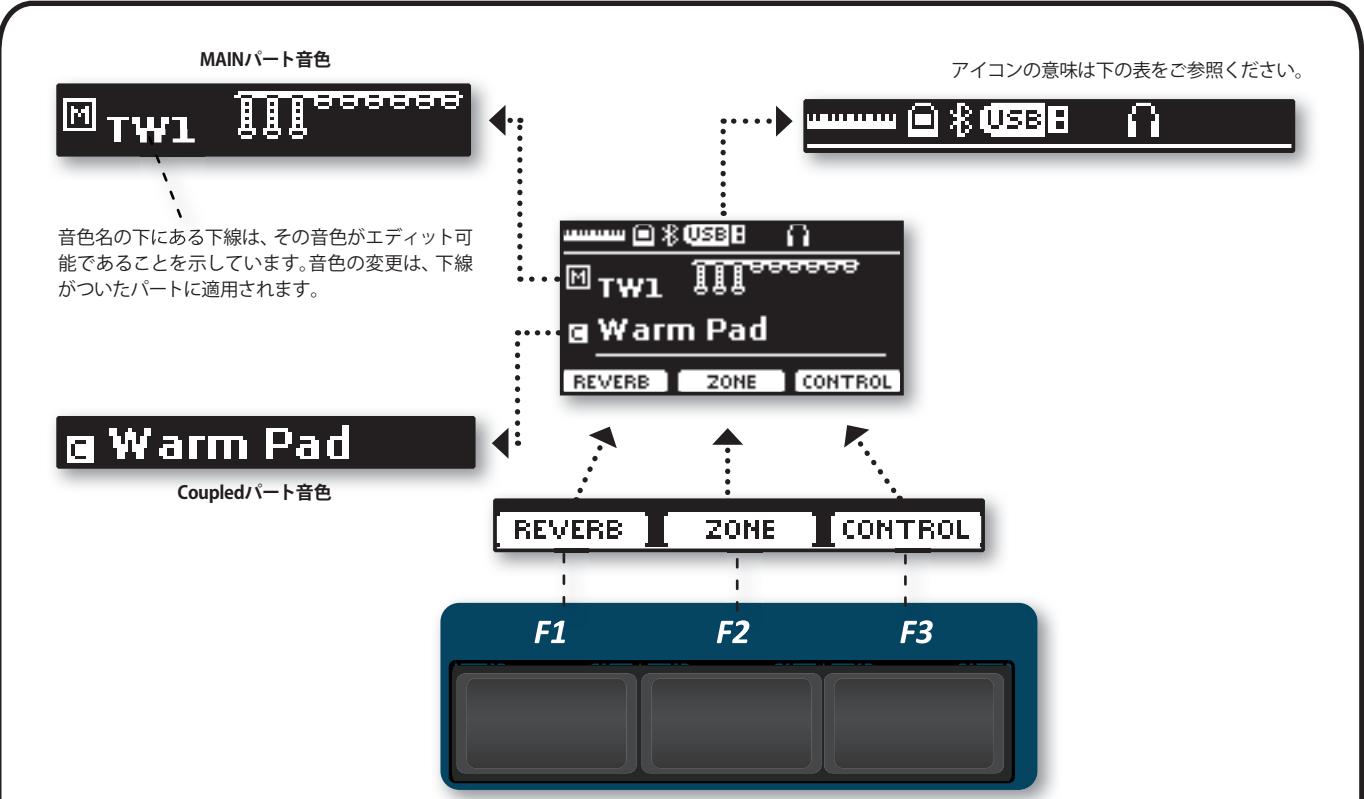 MAINパート音色
アイコンの意味は下の表をご参照ください。
M TW1
USB
音色名の下にある下線は、その音色がエディット可
能であることを示しています。音色の変更は、下線
がついたパートに適用されます。
USB
M TW1
C Warm Pad
REVERB ZONE CONTROL
C Warm Pad
Coupledパート音色
REVERB ZONE CONTROL
F1 F2 F3